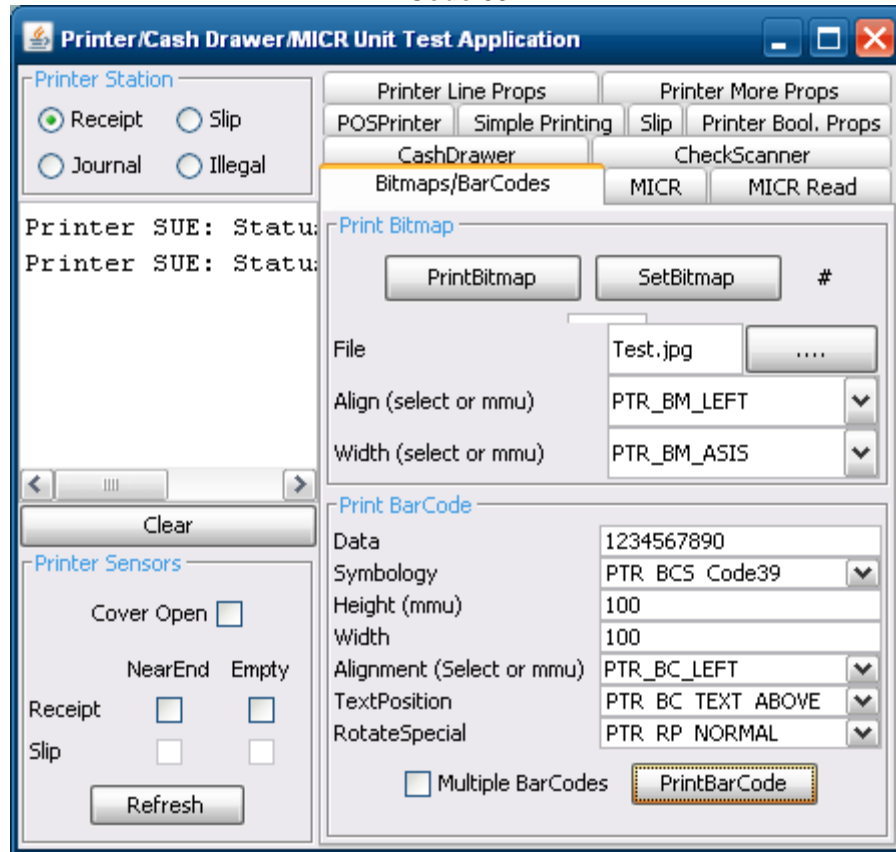 Printer/Cash Drawer/MICR Unit Test Application
Printer Station
Receipt Slip
Journal Illegal
Printer SUE: Statu
Printer SUE: Statu
Clear
Printer Sensors
Cover Open
NearEnd Empty
Receipt
Slip
Refresh
Printer Line Props Printer More Props
POSPrinter Simple Printing Slip Printer Bool. Props
CashDrawer CheckScanner
Bitmaps/BarCodes MICR MICR Read
Print Bitmap
PrintBitmap SetBitmap #
File Test.jpg ....
Align (select or mmu) PTR_BM_LEFT
Width (select or mmu) PTR_BM_ASIS
Print BarCode
Data 1234567890
Symbology PTR_BCS_Code39
Height (mmu) 100
Width 100
Alignment (Select or mmu) PTR_BC_LEFT
TextPosition PTR_BC_TEXT_ABOVE
RotateSpecial PTR_RP_NORMAL
Multiple BarCodes PrintBarCode